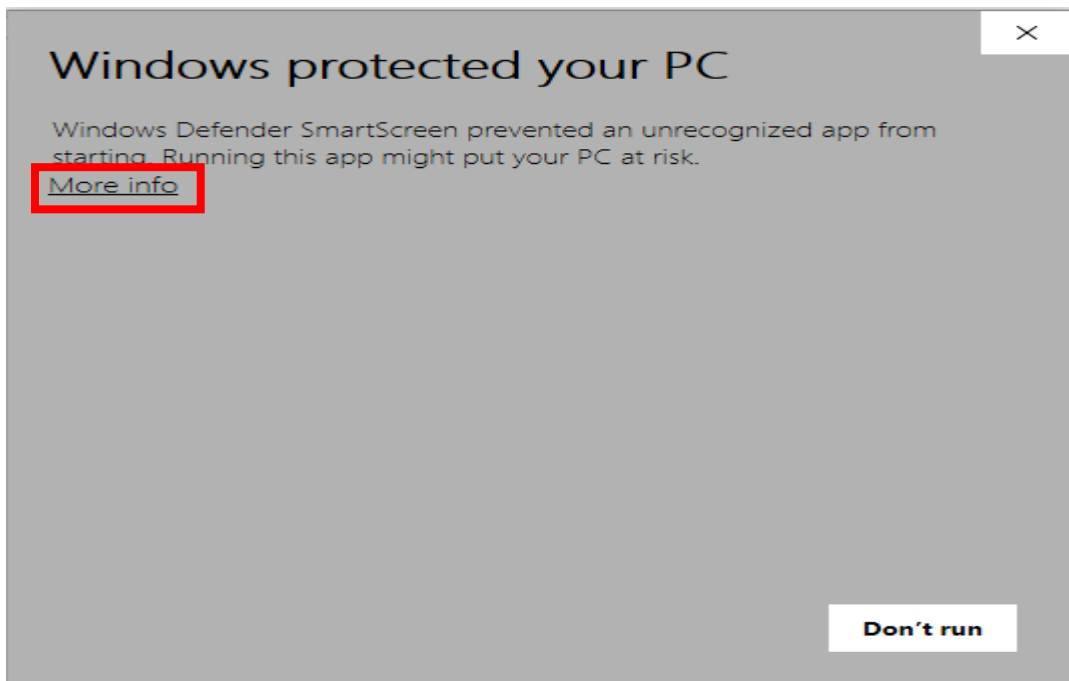 Windows protected your PC
Windows Defender SmartScreen prevented an unrecognized app from
starting. Running this app might put your PC at risk.
More info
Don't run